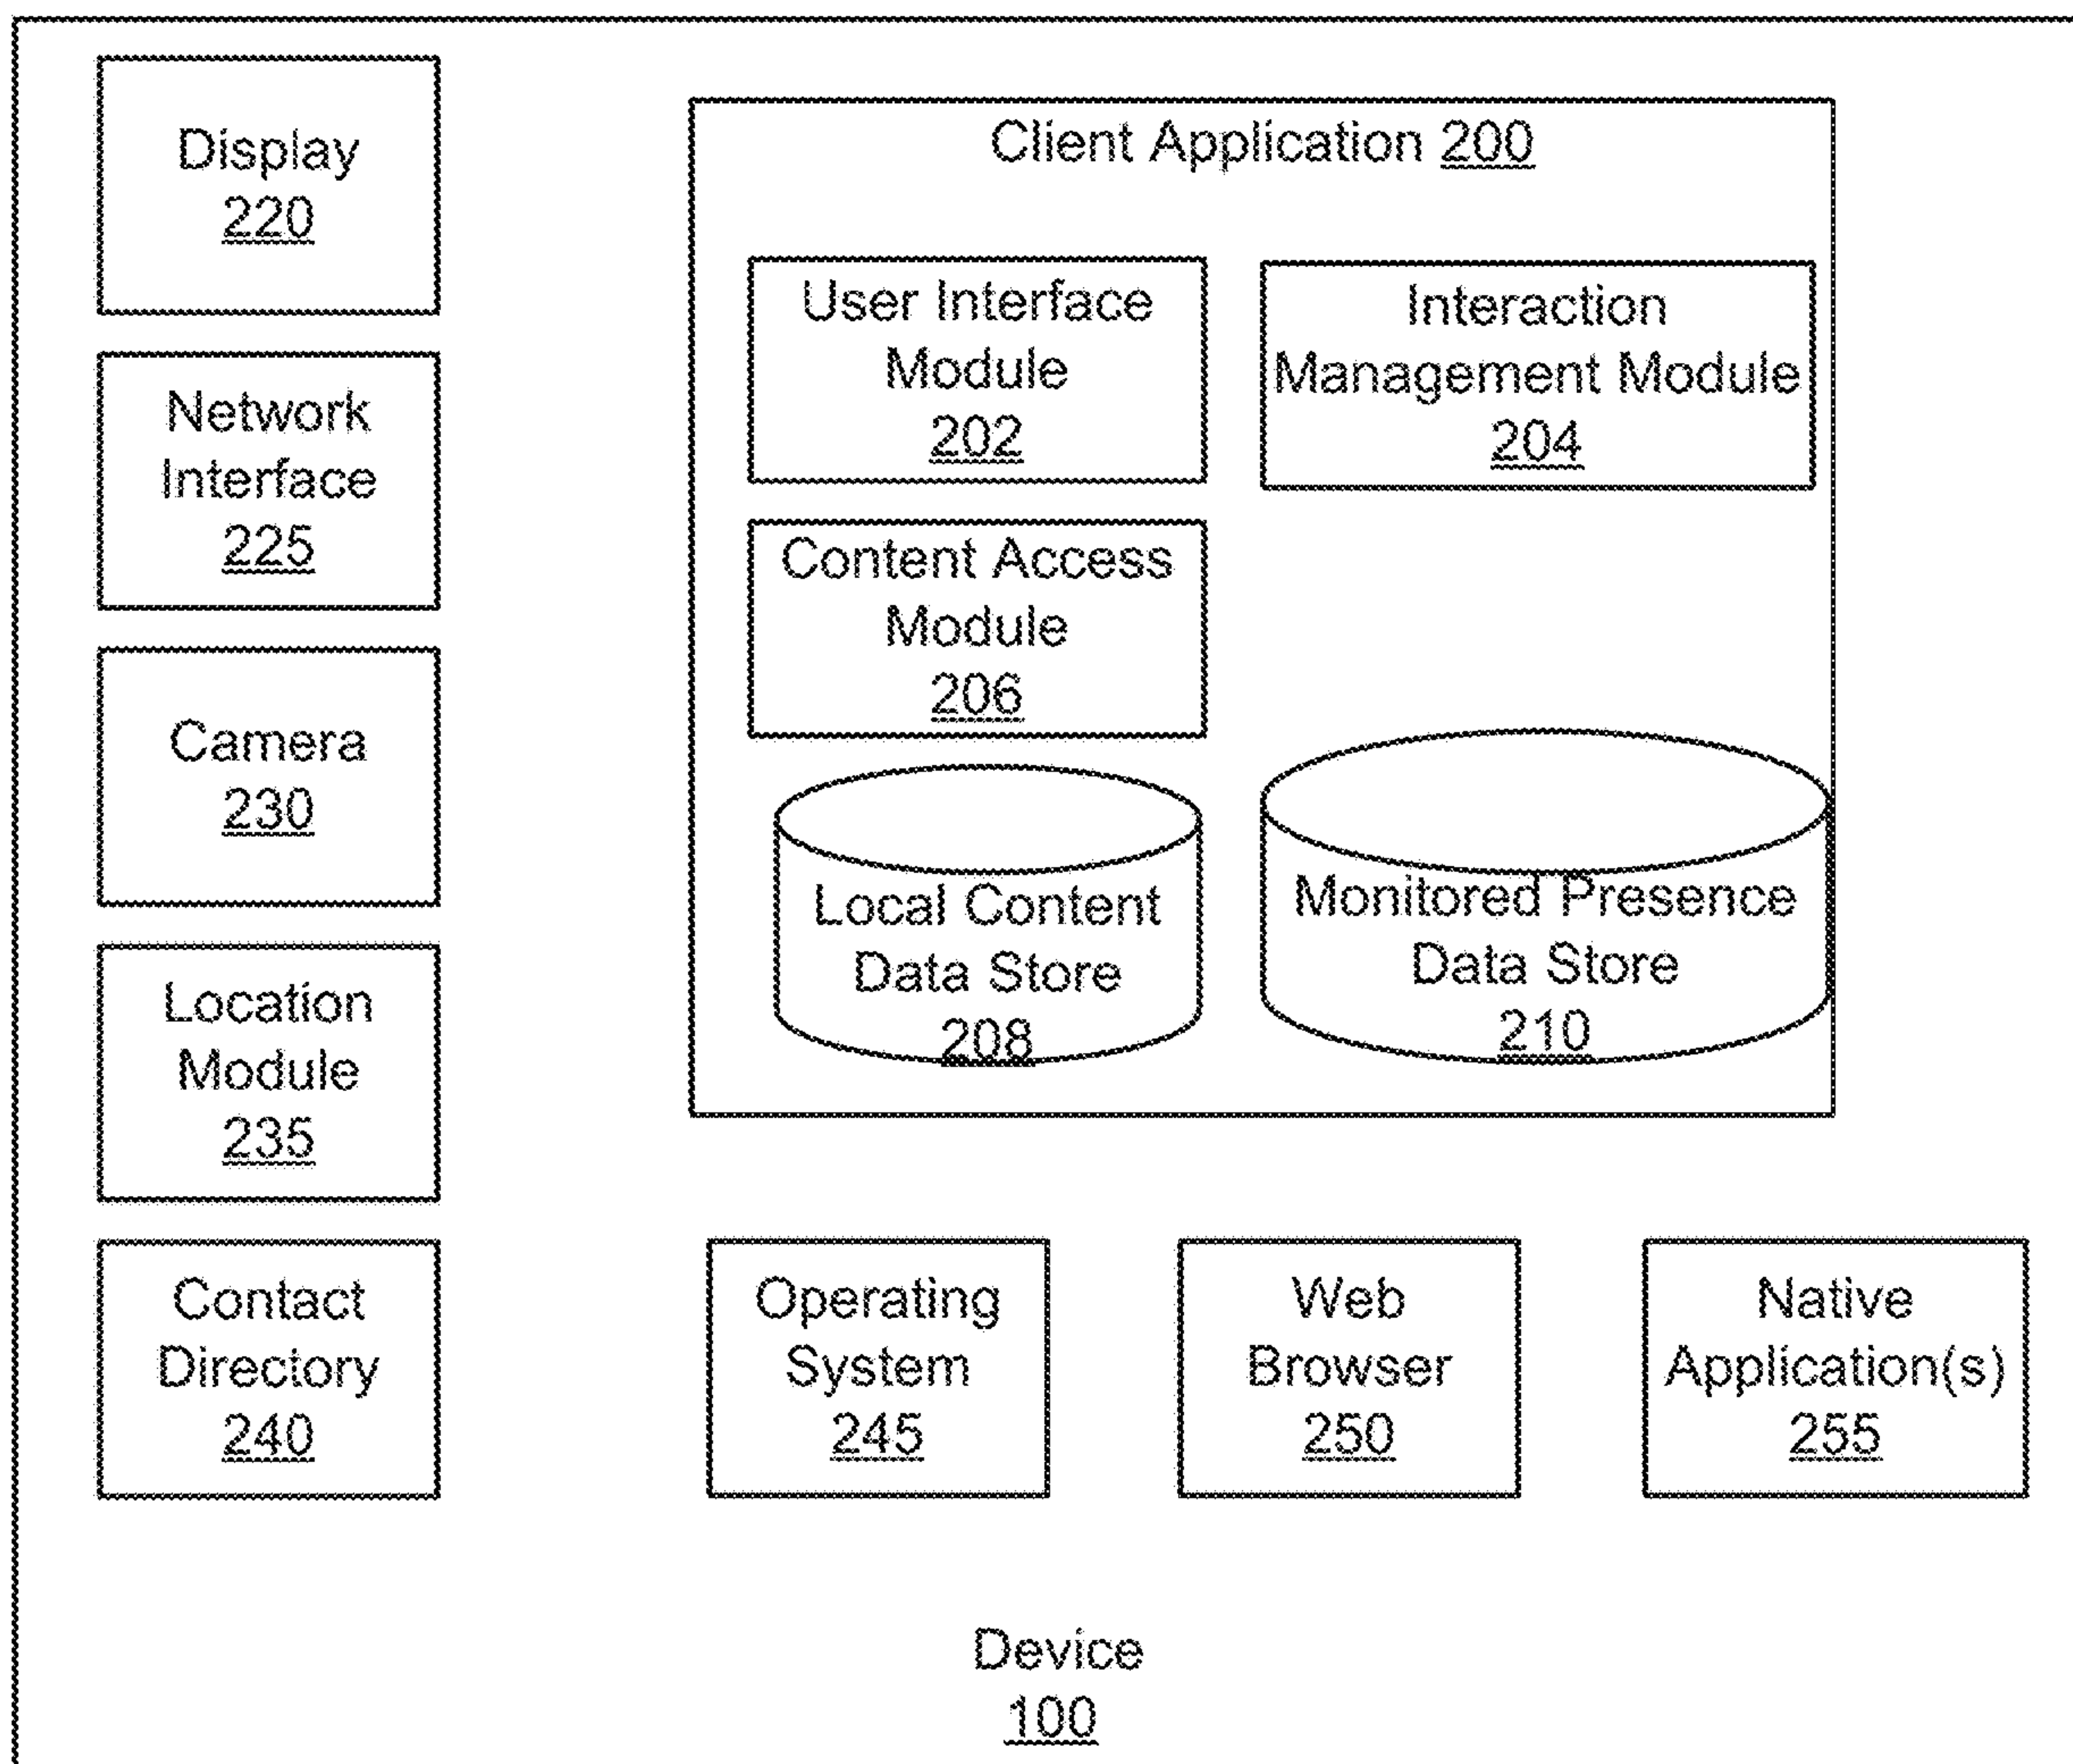 Display
220
Network
Interface
225
Camera
230
Location
Module
235
Contact
Directory
240
Client Application 200
User Interface
Module
202
Interaction
Management Module
204
Content Access
Module
206
Local Content
Data Store
208
Monitored Presence
Data Store
210
Operating
System
245
Web
Browser
250
Native
Application(s)
255
Device
100